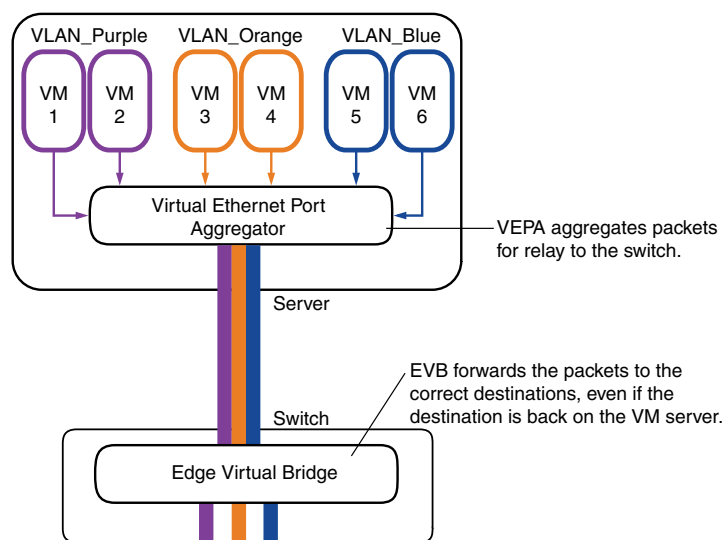 VLAN_Purple VLAN_Orange VLAN_Blue
VM 1
VM 2
VM 3
VM 4
VM 5
VM 6
Virtual Ethernet Port
Aggregator
VEPA aggregates packets
for relay to the switch.
Server
EVB forwards the packets to the
correct destinations, even if the
destination is back on the VM server.
Switch
Edge Virtual Bridge